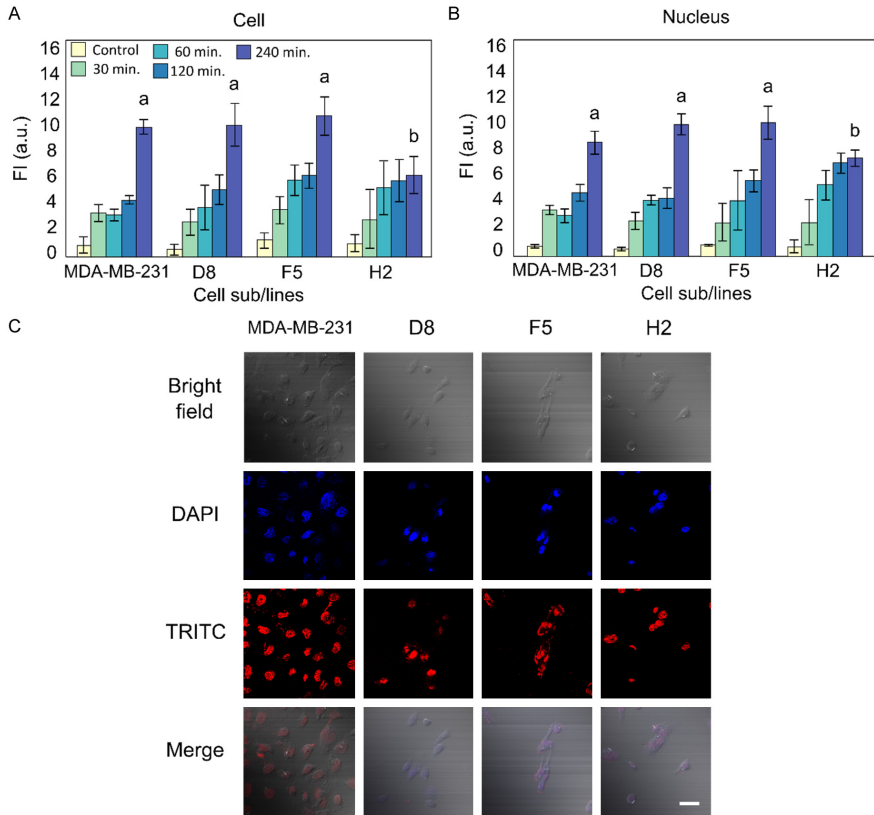 A
Cell
16
14
12
10
8
6
4
2
0
FI (a.u.)
Control
30 min.
60 min.
120 min.
240 min.
a
a
a
b
MDA-MB-231
D8
F5
H2
Cell sub/lines
B
Nucleus
16
14
12
10
8
6
4
2
0
FI (a.u.)
a
a
a
b
MDA-MB-231
D8
F5
H2
Cell sub/lines
C
MDA-MB-231
D8
F5
H2
Bright
field
DAPI
TRITC
Merge